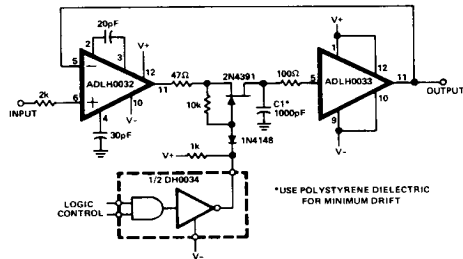 20pF
V+
2
3
5
12
ADLH0032
11
6
10
4
V-
2k
INPUT
30pF
47Ω
2N4391
10k
1N4148
1k
V+
100Ω
C1*
1000pF
V+
1
12
5
ADLH0033
11
10
9
V-
OUTPUT
1/2 DH0034
LOGIC
CONTROL
V-
*USE POLYSTYRENE DIELECTRIC
FOR MINIMUM DRIFT